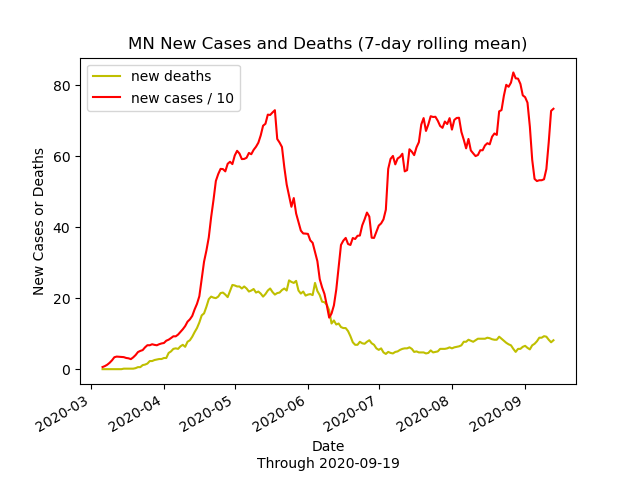 MN New Cases and Deaths (7-day rolling mean)
new deaths
new cases / 10
80
60
40
20
0
New Cases or Deaths
2020-03
2020-04
2020-05
2020-06
2020-07
2020-08
2020-09
Date
Through 2020-09-19